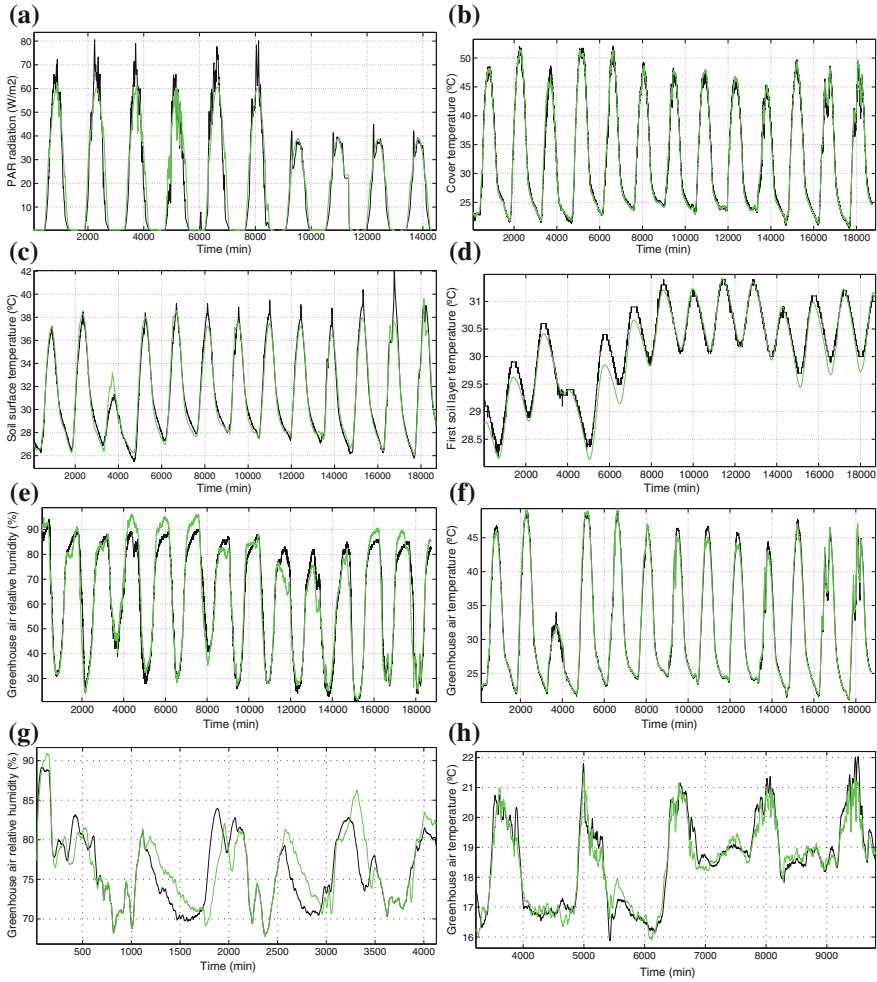 (a)
80
70
60
50
40
30
20
10
PAR radiation (W/m2)
2000 4000 6000 8000 10000 12000 14000
Time (min)
(b)
50
45
40
35
30
25
Cover temperature (ºC)
2000 4000 6000 8000 10000 12000 14000 16000 18000
Time (min)
(c)
42
40
38
36
34
32
30
28
26
Soil surface temperature (ºC)
2000 4000 6000 8000 10000 12000 14000 16000 18000
Time (min)
(d)
31
30.5
30
29.5
29
28.5
First soil layer temperature (ºC)
2000 4000 6000 8000 10000 12000 14000 16000 18000
Time (min)
(e)
90
80
70
60
50
40
30
Greenhouse air relative humidity (%)
2000 4000 6000 8000 10000 12000 14000 16000 18000
Time (min)
(f)
45
40
35
30
25
Greenhouse air temperature (ºC)
2000 4000 6000 8000 10000 12000 14000 16000 18000
Time (min)
(g)
90
85
80
75
70
Greenhouse air relative humidity (%)
500 1000 1500 2000 2500 3000 3500 4000
Time (min)
(h)
22
21
20
19
18
17
16
Greenhouse air temperature (ºC)
4000 5000 6000 7000 8000 9000
Time (min)